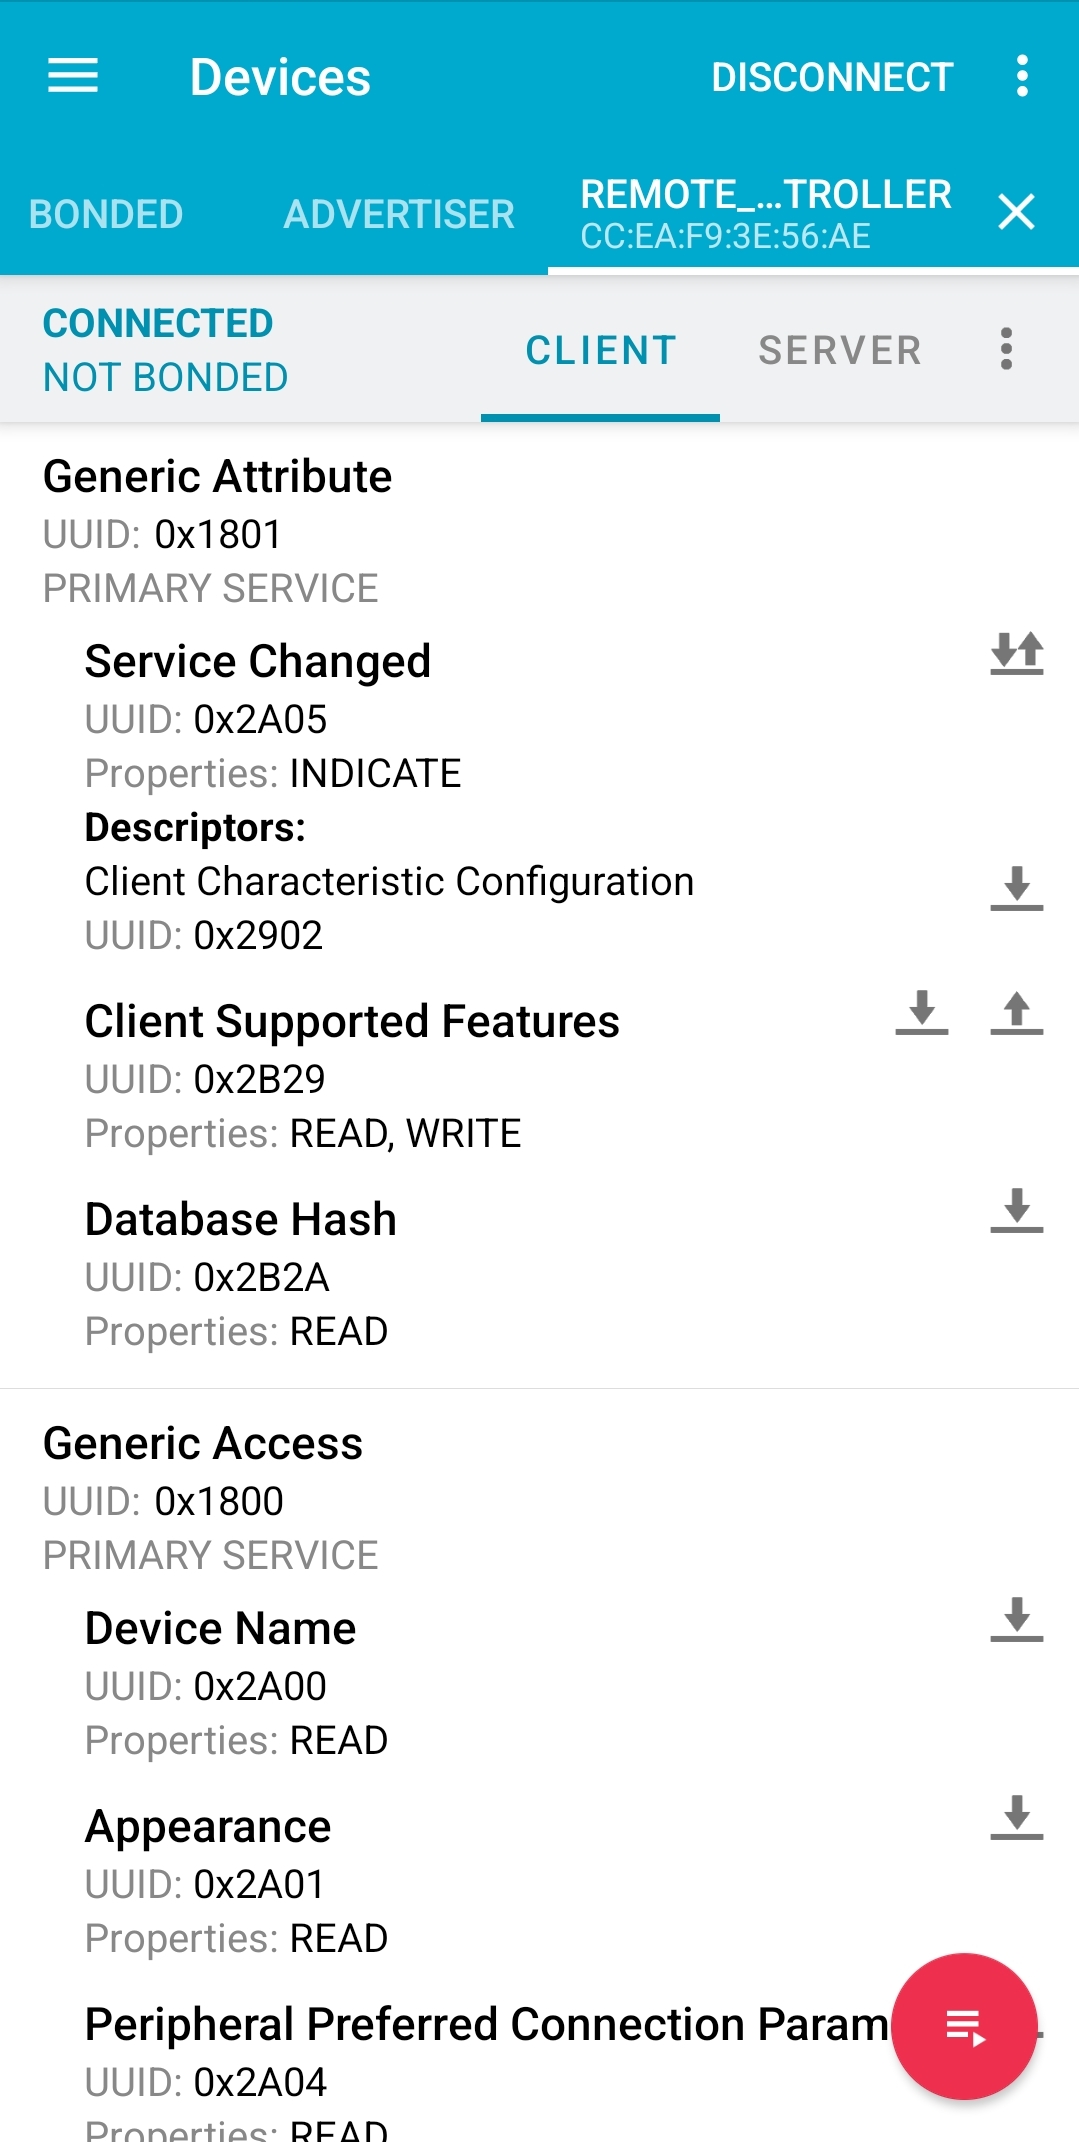 Devices
DISCONNECT
BONDED
ADVERTISER
REMOTE_...TROLLER
CC:EA:F9:3E:56:AE
CONNECTED
NOT BONDED
CLIENT
SERVER
Generic Attribute
UUID: 0x1801
PRIMARY SERVICE
Service Changed
UUID: 0x2A05
Properties: INDICATE
Descriptors:
Client Characteristic Configuration
UUID: 0x2902
Client Supported Features
UUID: 0x2B29
Properties: READ, WRITE
Database Hash
UUID: 0x2B2A
Properties: READ
Generic Access
UUID: 0x1800
PRIMARY SERVICE
Device Name
UUID: 0x2A00
Properties: READ
Appearance
UUID: 0x2A01
Properties: READ
Peripheral Preferred Connection Param
UUID: 0x2A04
Properties: READ